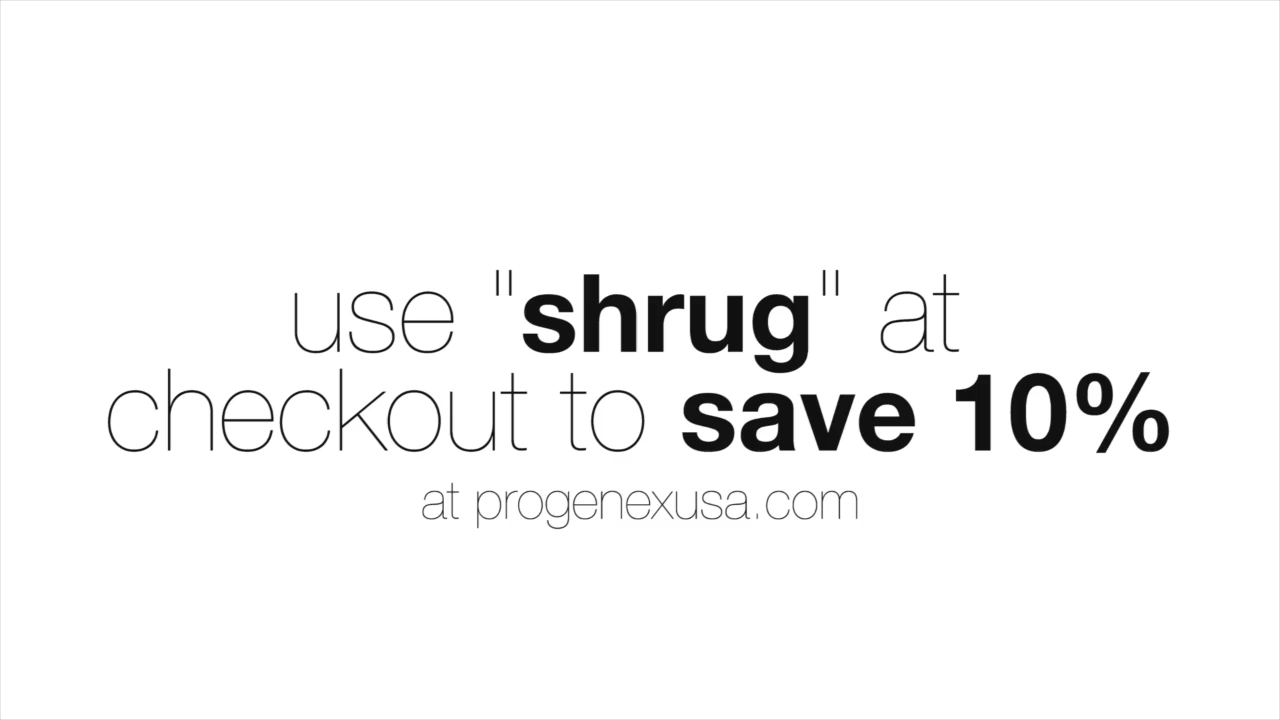 use "shrug" at
checkout to save 10%
at progenexusa.com